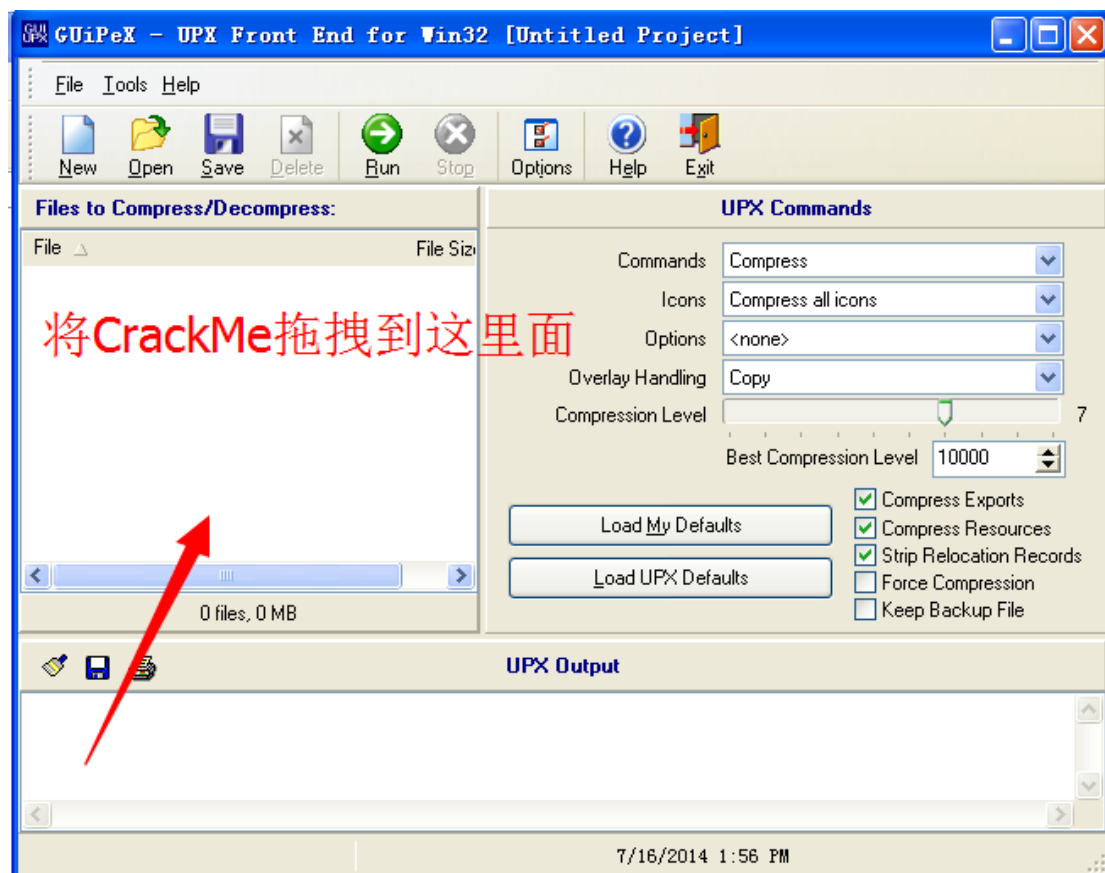 GUiPeX - UPX Front End for Win32 [Untitled Project]
File Tools Help
New Open Save Delete Run Stop Options Help Exit
Files to Compress/Decompress:
UPX Commands
File File Siz
将CrackMe拖拽到这里面
Commands Compress
Icons Compress all icons
Options <none>
Overlay Handling Copy
Compression Level 7
Best Compression Level 10000
Load My Defaults
Load UPX Defaults
Compress Exports
Compress Resources
Strip Relocation Records
Force Compression
Keep Backup File
0 files, 0 MB
UPX Output
7/16/2014 1:56 PM